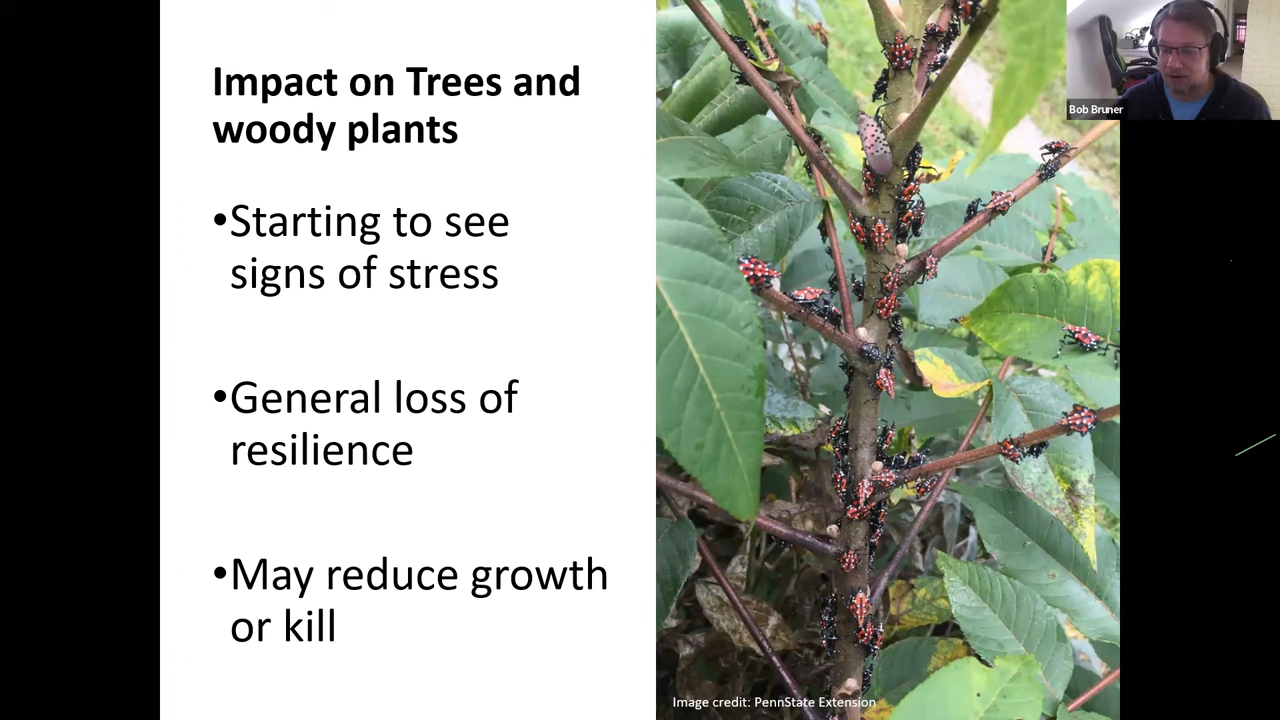 Impact on Trees and
woody plants
•Starting to see
signs of stress
•General loss of
resilience
•May reduce growth
or kill
Image credit: PennState Extension
Bob Bruner